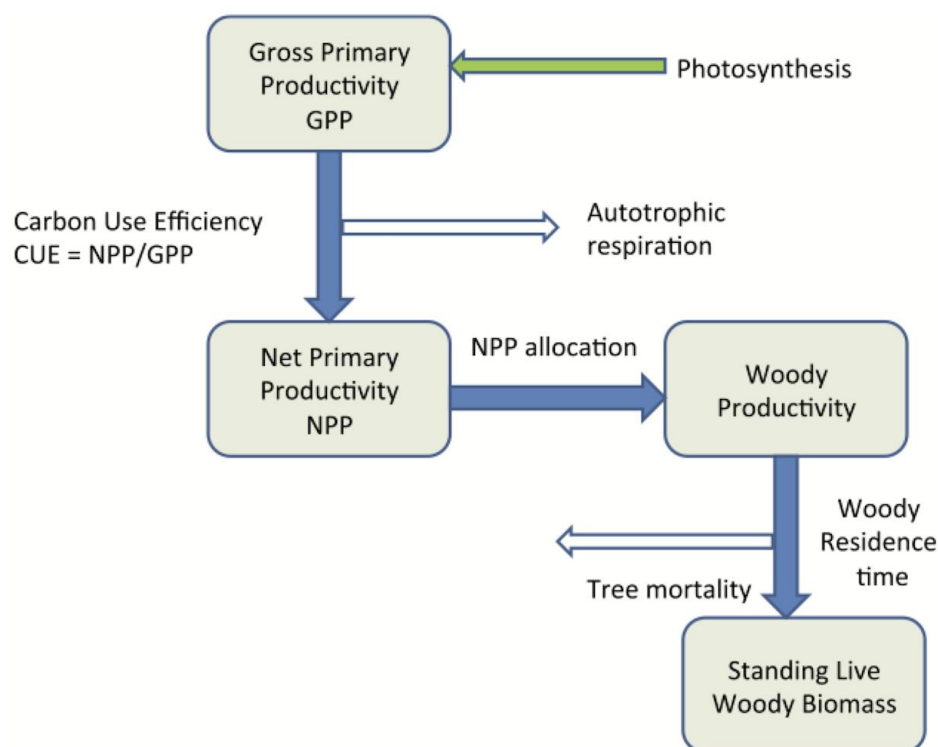 Gross Primary
Productivity
GPP
Photosynthesis
Carbon Use Efficiency
CUE = NPP/GPP
Autotrophic
respiration
Net Primary
Productivity
NPP
NPP allocation
Woody
Productivity
Woody
Residence
time
Tree mortality
Standing Live
Woody Biomass